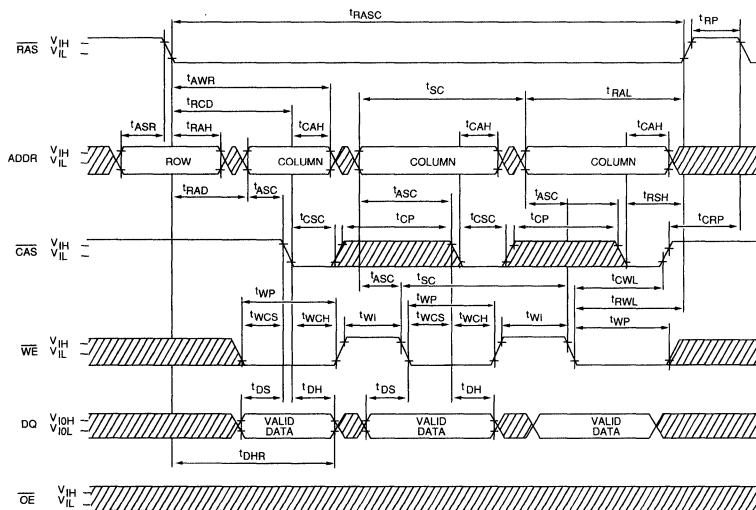 tRASC
tRP
RAS VIH
VIL
tAWR
tRCD
tSC
tRAL
tASR
tRAH
tCAH
tCAH
tCAH
ADDR VIH
VIL
ROW
COLUMN
COLUMN
COLUMN
tRAD
tASC
tASC
tASC
tRSH
tCSC
tCP
tCSC
tCP
tCRP
CAS VIH
VIL
tASC
tSC
tCWL
tWP
tWP
tRWL
tWCS
tWCH
tWI
tWCS
tWCH
tWI
tWP
WE VIH
VIL
tDS
tDH
tDS
tDH
DQ VIOH
VIOL
VALID
DATA
VALID
DATA
VALID
DATA
tDHR
OE VIH
VIL